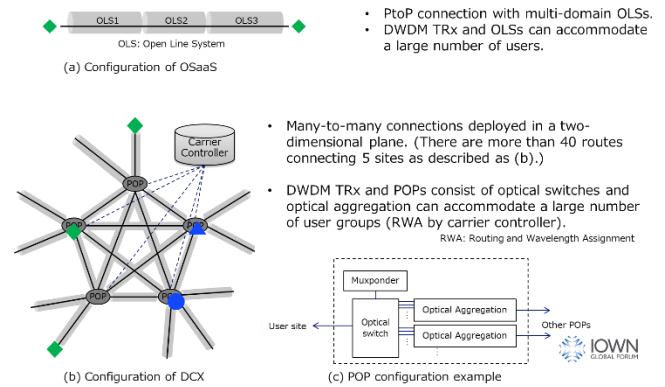 OLS1 OLS2 OLS3
OLS: Open Line System
(a) Configuration of OSaaS
• PtoP connection with multi-domain OLSs.
• DWDM TRx and OLSs can accommodate
a large number of users.
Carrier
Controller
POP
POP
POP
POP
POP
(b) Configuration of DCX
• Many-to-many connections deployed in a two-
dimensional plane. (There are more than 40 routes
connecting 5 sites as described as (b).)
• DWDM TRx and POPs consist of optical switches and
optical aggregation can accommodate a large number
of user groups (RWA by carrier controller).
RWA: Routing and Wavelength Assignment
Muxponder
User site
Optical
switch
Optical Aggregation
Optical Aggregation
Other POPs
IOWN
GLOBAL FORUM
(c) POP configuration example